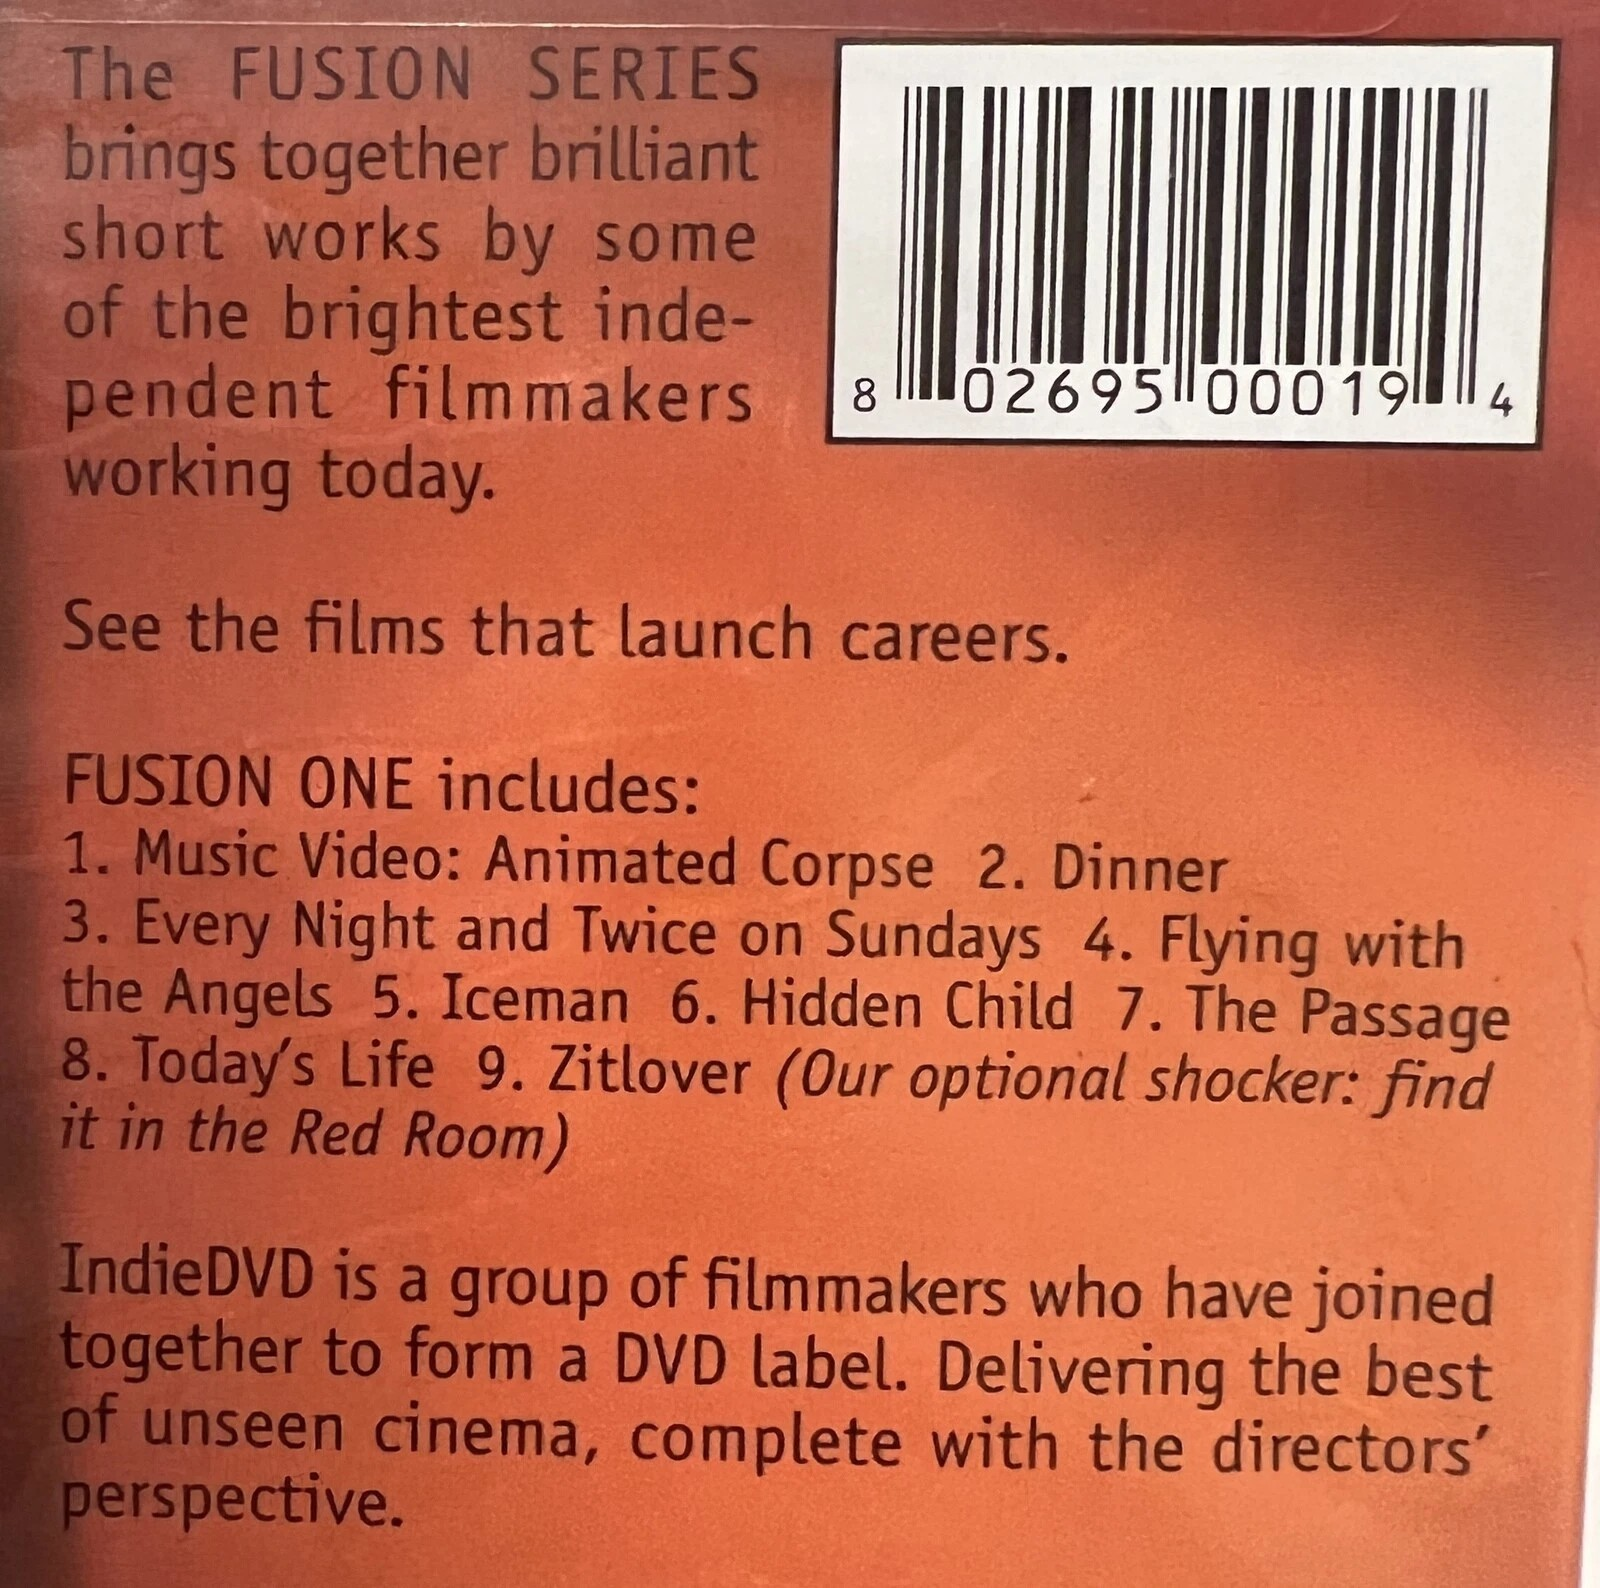 The FUSION SERIES
brings together brilliant
short works by some
of the brightest inde-
pendent filmmakers
working today.
8 02695 00019 4
See the films that launch careers.
FUSION ONE includes:
1. Music Video: Animated Corpse 2. Dinner
3. Every Night and Twice on Sundays 4. Flying with
the Angels 5. Iceman 6. Hidden Child 7. The Passage
8. Today's Life 9. Zitlover (Our optional shocker: find
it in the Red Room)
IndieDVD is a group of filmmakers who have joined
together to form a DVD label. Delivering the best
of unseen cinema, complete with the directors'
perspective.